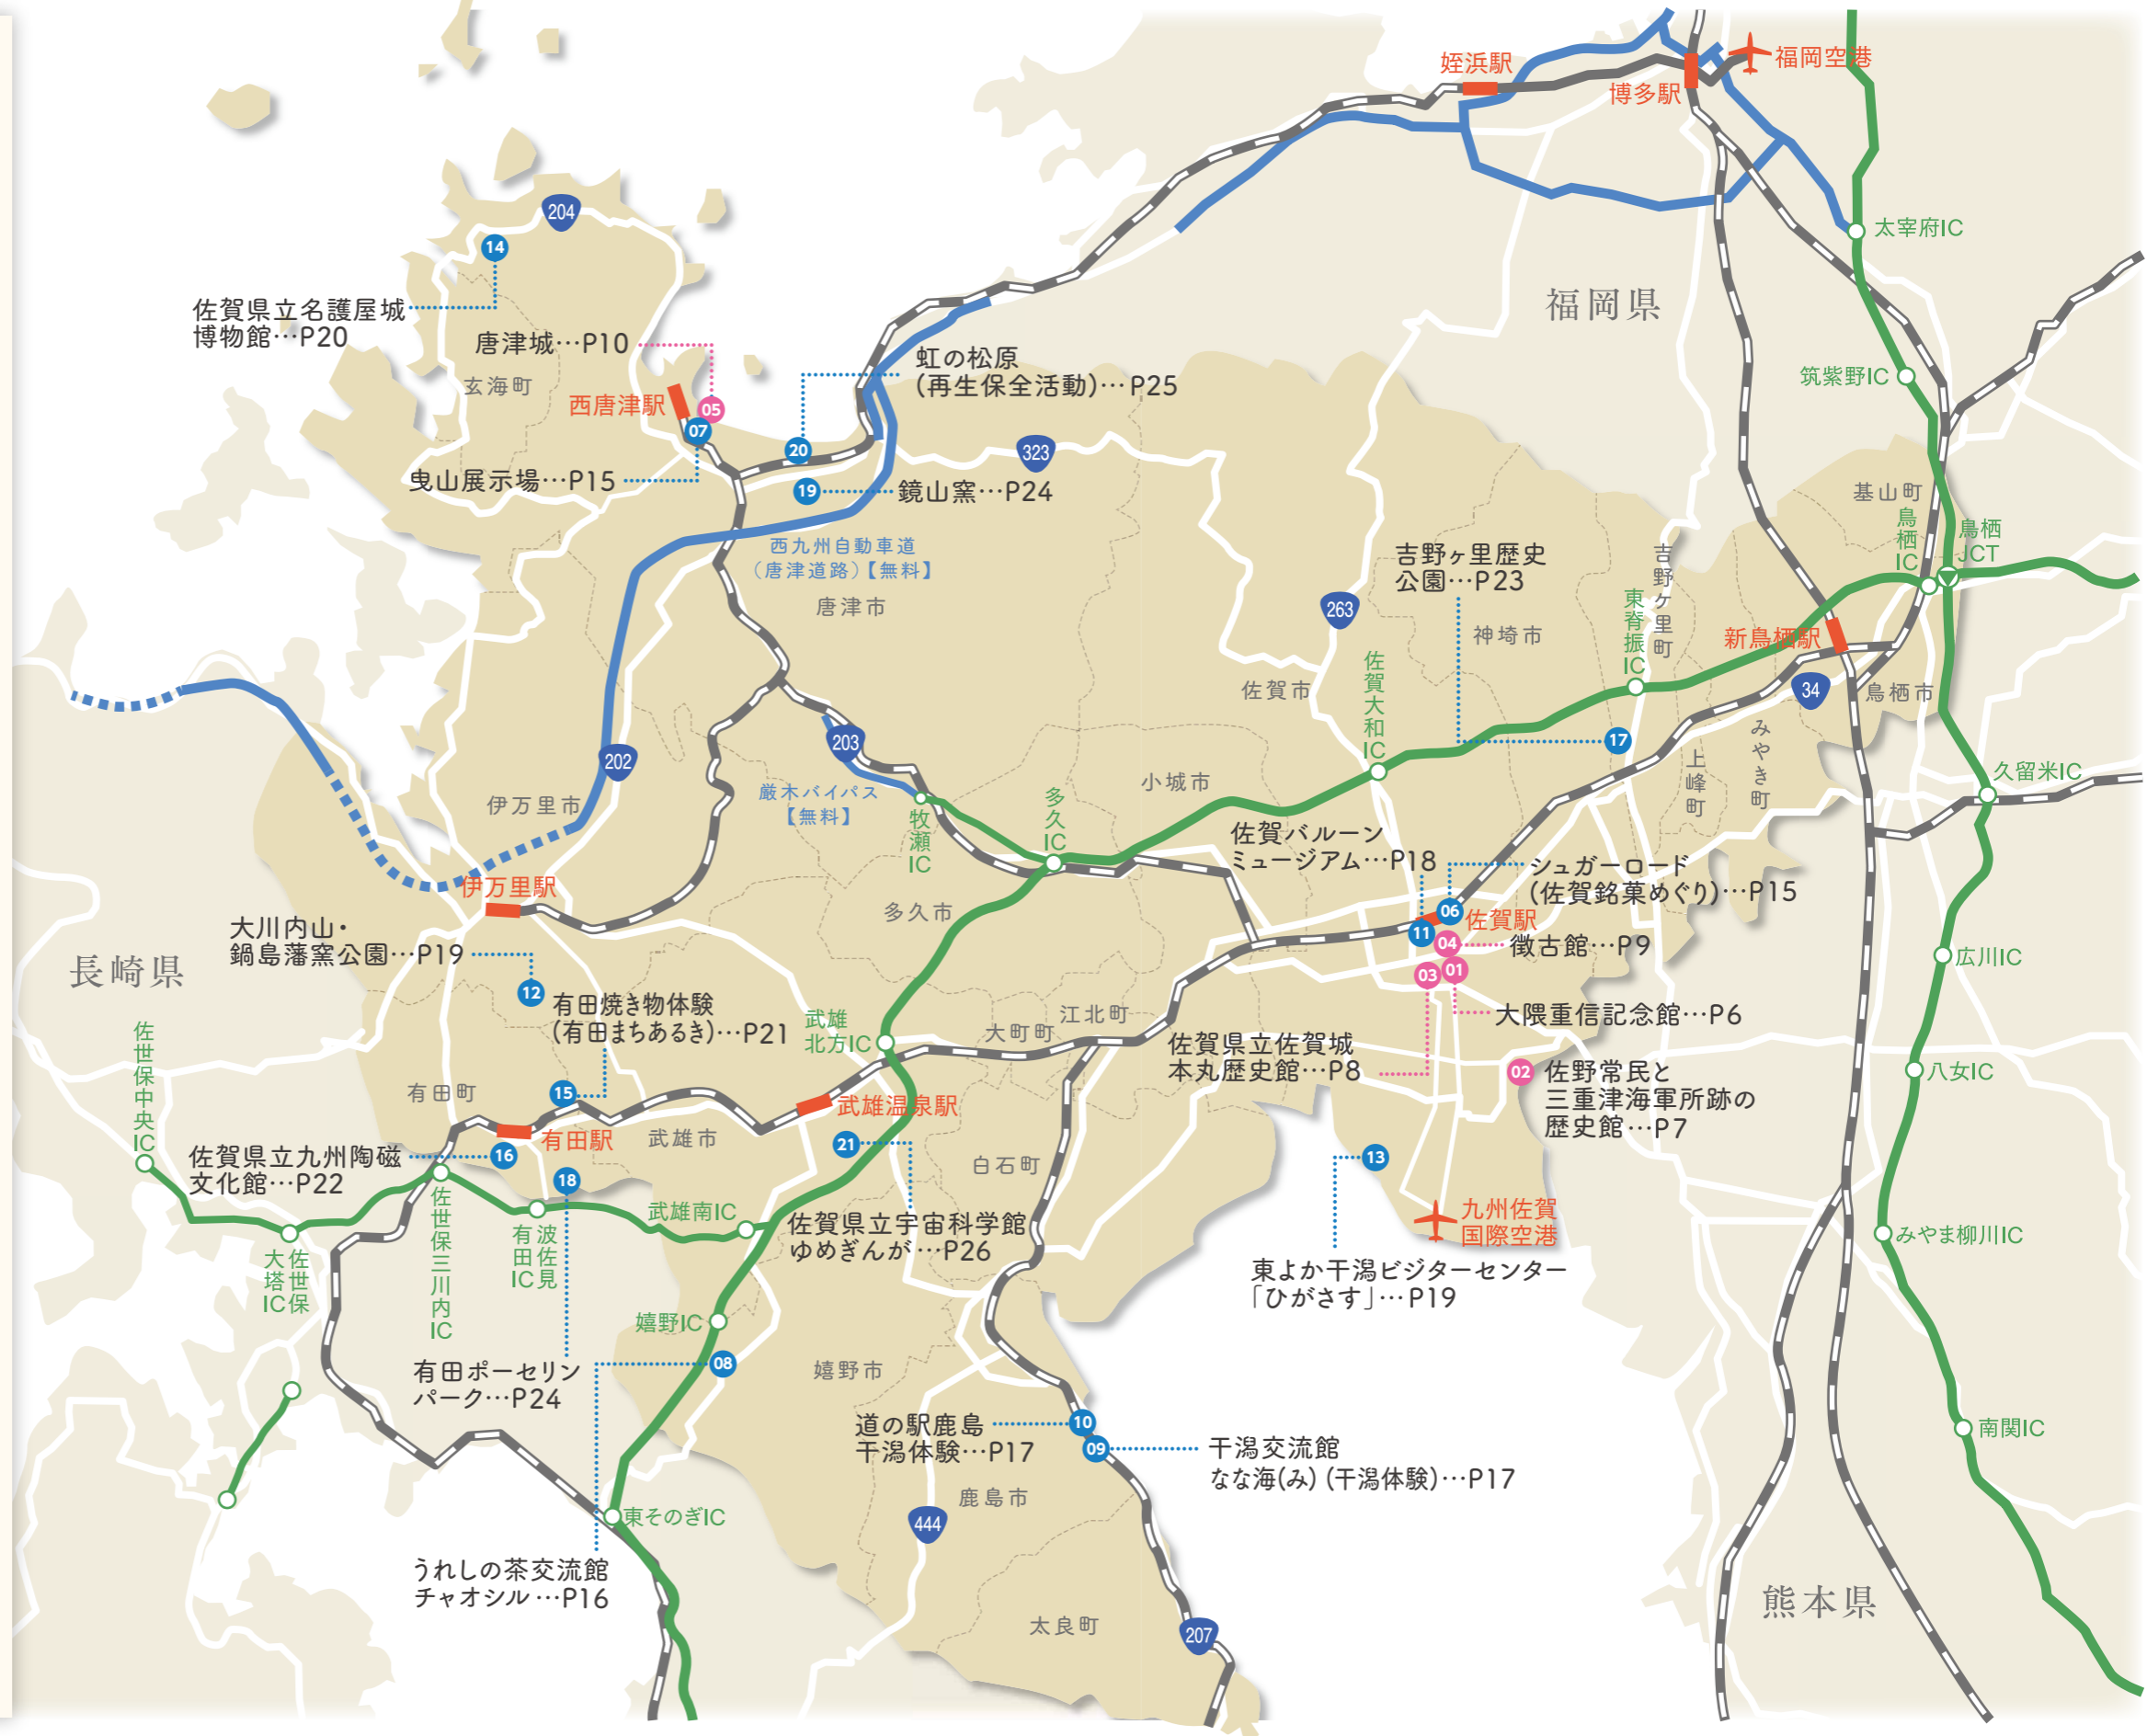 姪浜駅
博多駅
福岡空港
204
14
太宰府IC
佐賀県立名護屋城
博物館…P20
福岡県
唐津城…P10
虹の松原
(再生保全活動)…P25
玄海町
筑紫野IC
西唐津駅
05
07
20
323
曳山展示場…P15
19
鏡山窯…P24
基山町
鳥栖IC
鳥栖
JCT
西九州自動車道
(唐津道路)【無料】
唐津市
吉野ヶ里歴史
公園…P23
吉野ヶ里町
263
東脊振IC
神埼市
新鳥栖駅
佐賀大和IC
佐賀市
34
鳥栖市
みやき町
203
17
202
上峰町
久留米IC
小城市
厳木バイパス
【無料】
伊万里市
牧瀬IC
多久IC
佐賀バルーン
ミュージアム…P18
シュガーロード
(佐賀銘菓めぐり)…P15
伊万里駅
多久市
06
佐賀駅
11
04
徴古館…P9
大川内山・
鍋島藩窯公園…P19
長崎県
広川IC
03
01
12
有田焼き物体験
(有田まちあるき)…P21
江北町
大町町
武雄
北方IC
大隈重信記念館…P6
佐賀県立佐賀城
本丸歴史館…P8
佐世保中央IC
02
佐野常民と
三重津海軍所跡の
歴史館…P7
八女IC
有田町
15
武雄温泉駅
有田駅
武雄市
21
佐賀県立九州陶磁
文化館…P22
16
白石町
13
18
佐世保三川内IC
武雄南IC
佐賀県立宇宙科学館
ゆめぎんが…P26
九州佐賀
国際空港
みやま柳川IC
佐世保
大塔IC
波佐見
有田IC
東よか干潟ビジターセンター
「ひがさす」…P19
嬉野IC
08
嬉野市
有田ポーセリン
パーク…P24
道の駅鹿島
干潟体験…P17
10
09
干潟交流館
なな海(み)(干潟体験)…P17
南関IC
鹿島市
東そのぎIC
444
うれしの茶交流館
チャオシル…P16
太良町
207
熊本県